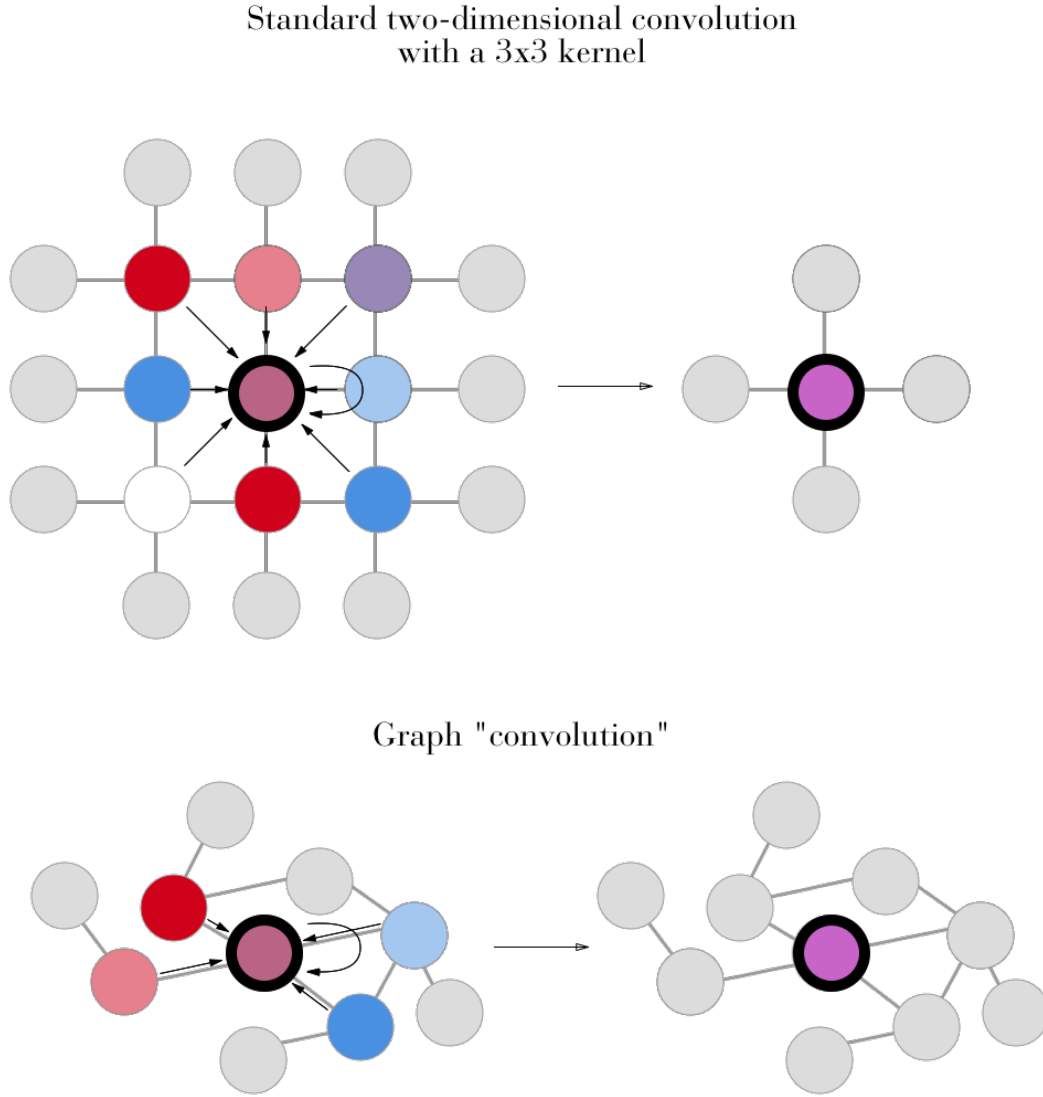 Standard two-dimensional convolution
with a 3x3 kernel
Graph "convolution"